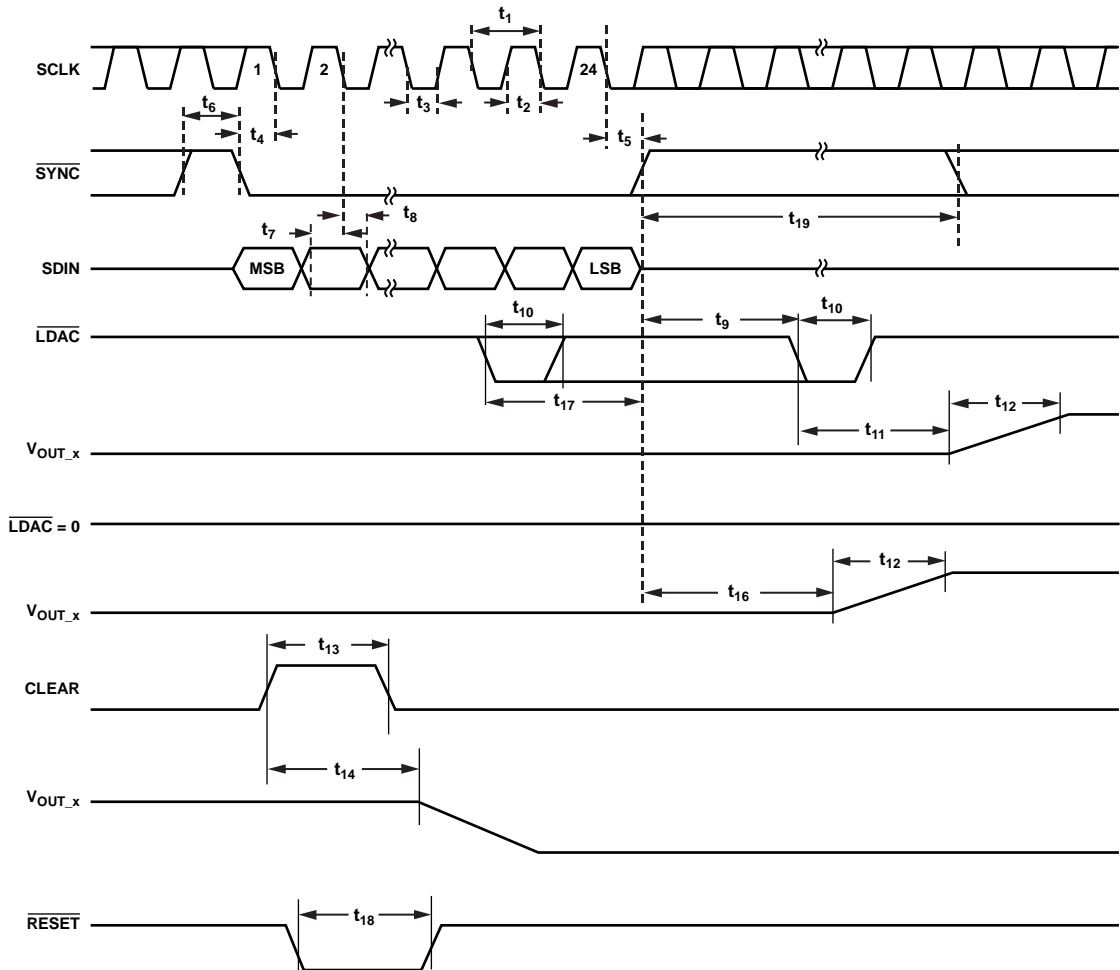 t1
SCLK
1
2
24
t3
t2
t6
t4
t5
SYNC
t19
t8
t7
SDIN
MSB
LSB
t10
t9
t10
LDAC
t17
t12
t11
VOUT_x
LDAC = 0
t12
t16
VOUT_x
t13
CLEAR
t14
VOUT_x
RESET
t18